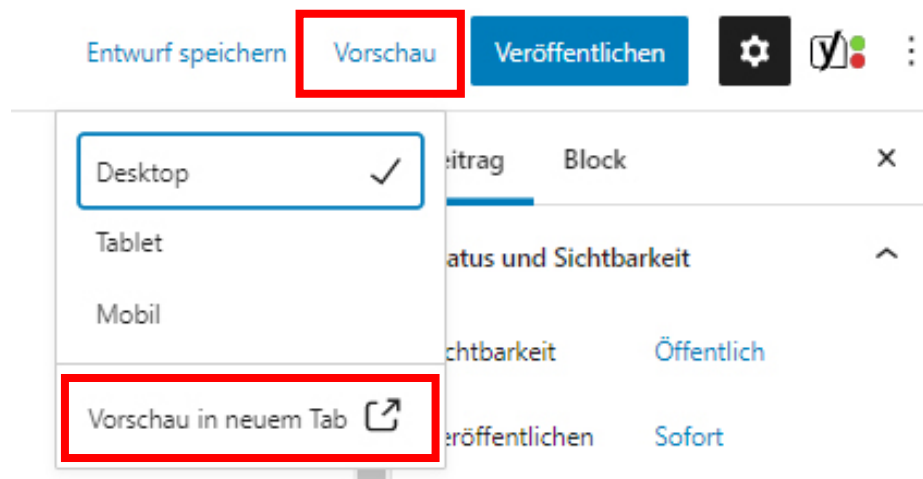 Entwurf speichern Vorschau Veröffentlichen
Desktop
eitrag Block
Tablet
atus und Sichtbarkeit
Mobil
chtbarkeit Öffentlich
Vorschau in neuem Tab
eröffentlichen Sofort